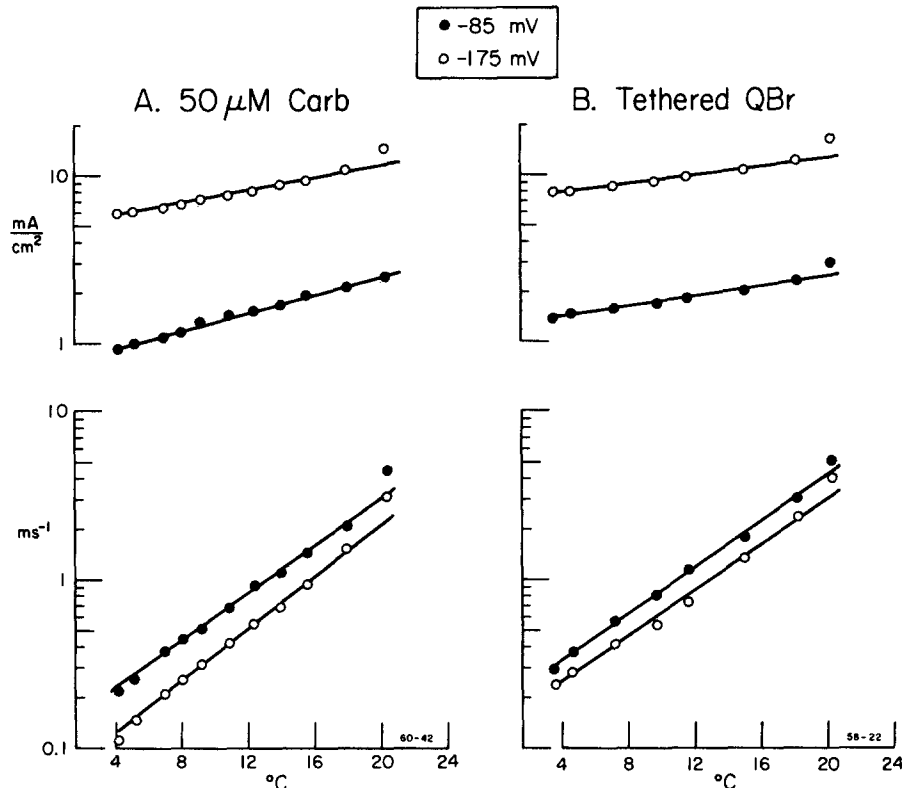 ● -85 mV
○ -175 mV
A. 50 μM Carb
B. Tethered QBr
10
mA
cm²
1
10
ms⁻¹
1
0.1
4 8 12 16 20 24
°C
60-42
4 8 12 16 20 24
°C
58-22